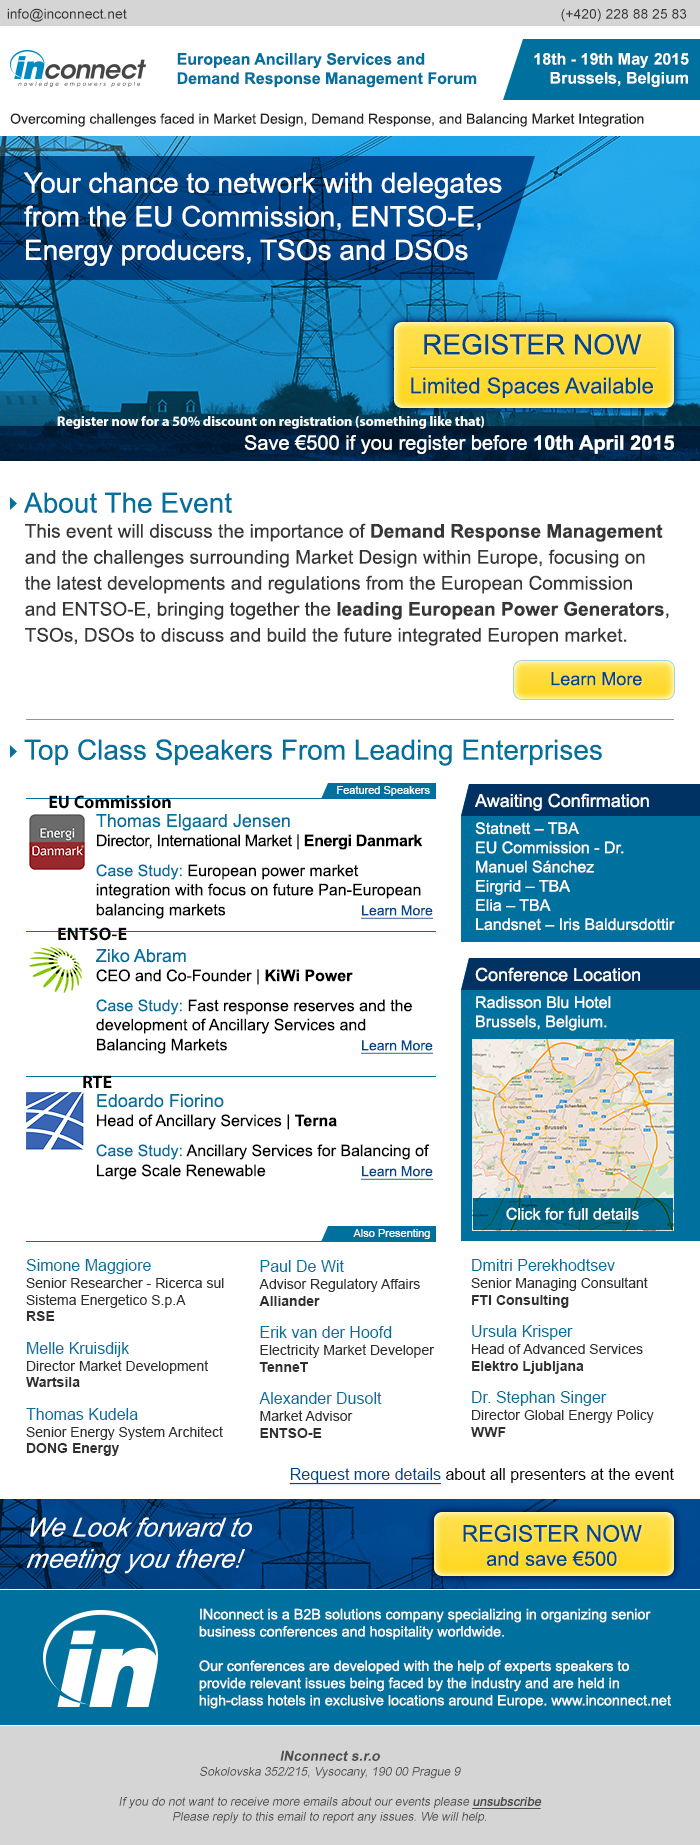 info@inconnect.net
(+420) 228 88 25 83
inconnect
nowledge empowers people
European Ancillary Services and
Demand Response Management Forum
18th - 19th May 2015
Brussels, Belgium
Overcoming challenges faced in Market Design, Demand Response, and Balancing Market Integration
Your chance to network with delegates
from the EU Commission, ENTSO-E,
Energy producers, TSOs and DSOs
REGISTER NOW
Limited Spaces Available
Register now for a 50% discount on registration (something like that)
Save €500 if you register before 10th April 2015
About The Event
This event will discuss the importance of Demand Response Management
and the challenges surrounding Market Design within Europe, focusing on
the latest developments and regulations from the European Commission
and ENTSO-E, bringing together the leading European Power Generators,
TSOs, DSOs to discuss and build the future integrated Europen market.
Learn More
Top Class Speakers From Leading Enterprises
Featured Speakers
EU Commission
Energi
Danmark
Thomas Elgaard Jensen
Director, International Market | Energi Danmark
Case Study: European power market
integration with focus on future Pan-European
balancing markets
Learn More
ENTSO-E
Ziko Abram
CEO and Co-Founder | KiWi Power
Case Study: Fast response reserves and the
development of Ancillary Services and
Balancing Markets
Learn More
RTE
Edoardo Fiorino
Head of Ancillary Services | Terna
Case Study: Ancillary Services for Balancing of
Large Scale Renewable
Learn More
Awaiting Confirmation
Statnett – TBA
EU Commission - Dr.
Manuel Sánchez
Eirgrid – TBA
Elia – TBA
Landsnet – Iris Baldursdottir
Conference Location
Radisson Blu Hotel
Brussels, Belgium.
Brussels
Click for full details
Also Presenting
Simone Maggiore
Senior Researcher - Ricerca sul
Sistema Energetico S.p.A
RSE
Melle Kruisdijk
Director Market Development
Wartsila
Thomas Kudela
Senior Energy System Architect
DONG Energy
Paul De Wit
Advisor Regulatory Affairs
Alliander
Erik van der Hoofd
Electricity Market Developer
TenneT
Alexander Dusolt
Market Advisor
ENTSO-E
Dmitri Perekhodtsev
Senior Managing Consultant
FTI Consulting
Ursula Krisper
Head of Advanced Services
Elektro Ljubljana
Dr. Stephan Singer
Director Global Energy Policy
WWF
Request more details about all presenters at the event
We Look forward to
meeting you there!
REGISTER NOW
and save €500
in
INconnect is a B2B solutions company specializing in organizing senior
business conferences and hospitality worldwide.
Our conferences are developed with the help of experts speakers to
provide relevant issues being faced by the industry and are held in
high-class hotels in exclusive locations around Europe. www.inconnect.net
INconnect s.r.o
Sokolovska 352/215, Vysocany, 190 00 Prague 9
If you do not want to receive more emails about our events please unsubscribe
Please reply to this email to report any issues. We will help.